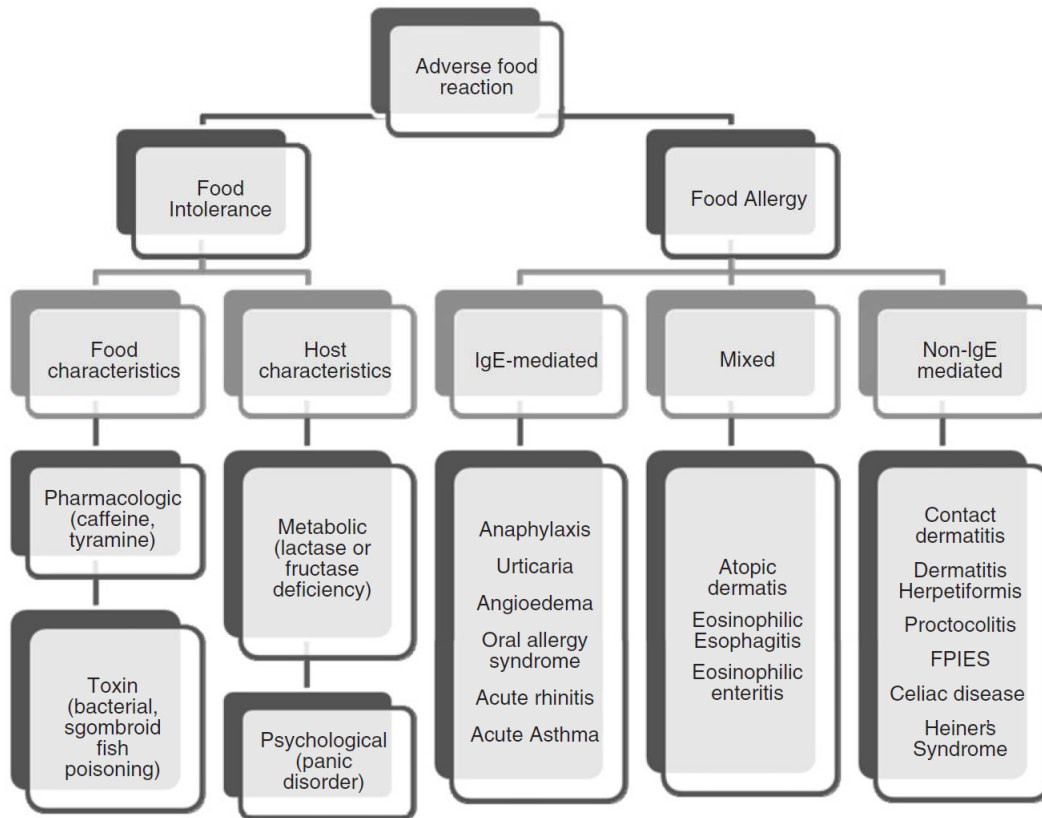 Adverse food
reaction
Food
Intolerance
Food Allergy
Food
characteristics
Host
characteristics
IgE-mediated
Mixed
Non-IgE
mediated
Pharmacologic
(caffeine,
tyramine)
Metabolic
(lactase or
fructase
deficiency)
Anaphylaxis
Urticaria
Angioedema
Oral allergy
syndrome
Acute rhinitis
Acute Asthma
Atopic
dermatis
Eosinophilic
Esophagitis
Eosinophilic
enteritis
Contact
dermatitis
Dermatitis
Herpetiformis
Proctocolitis
FPIES
Celiac disease
Heiner's
Syndrome
Toxin
(bacterial,
sgombroid
fish
poisoning)
Psychological
(panic
disorder)